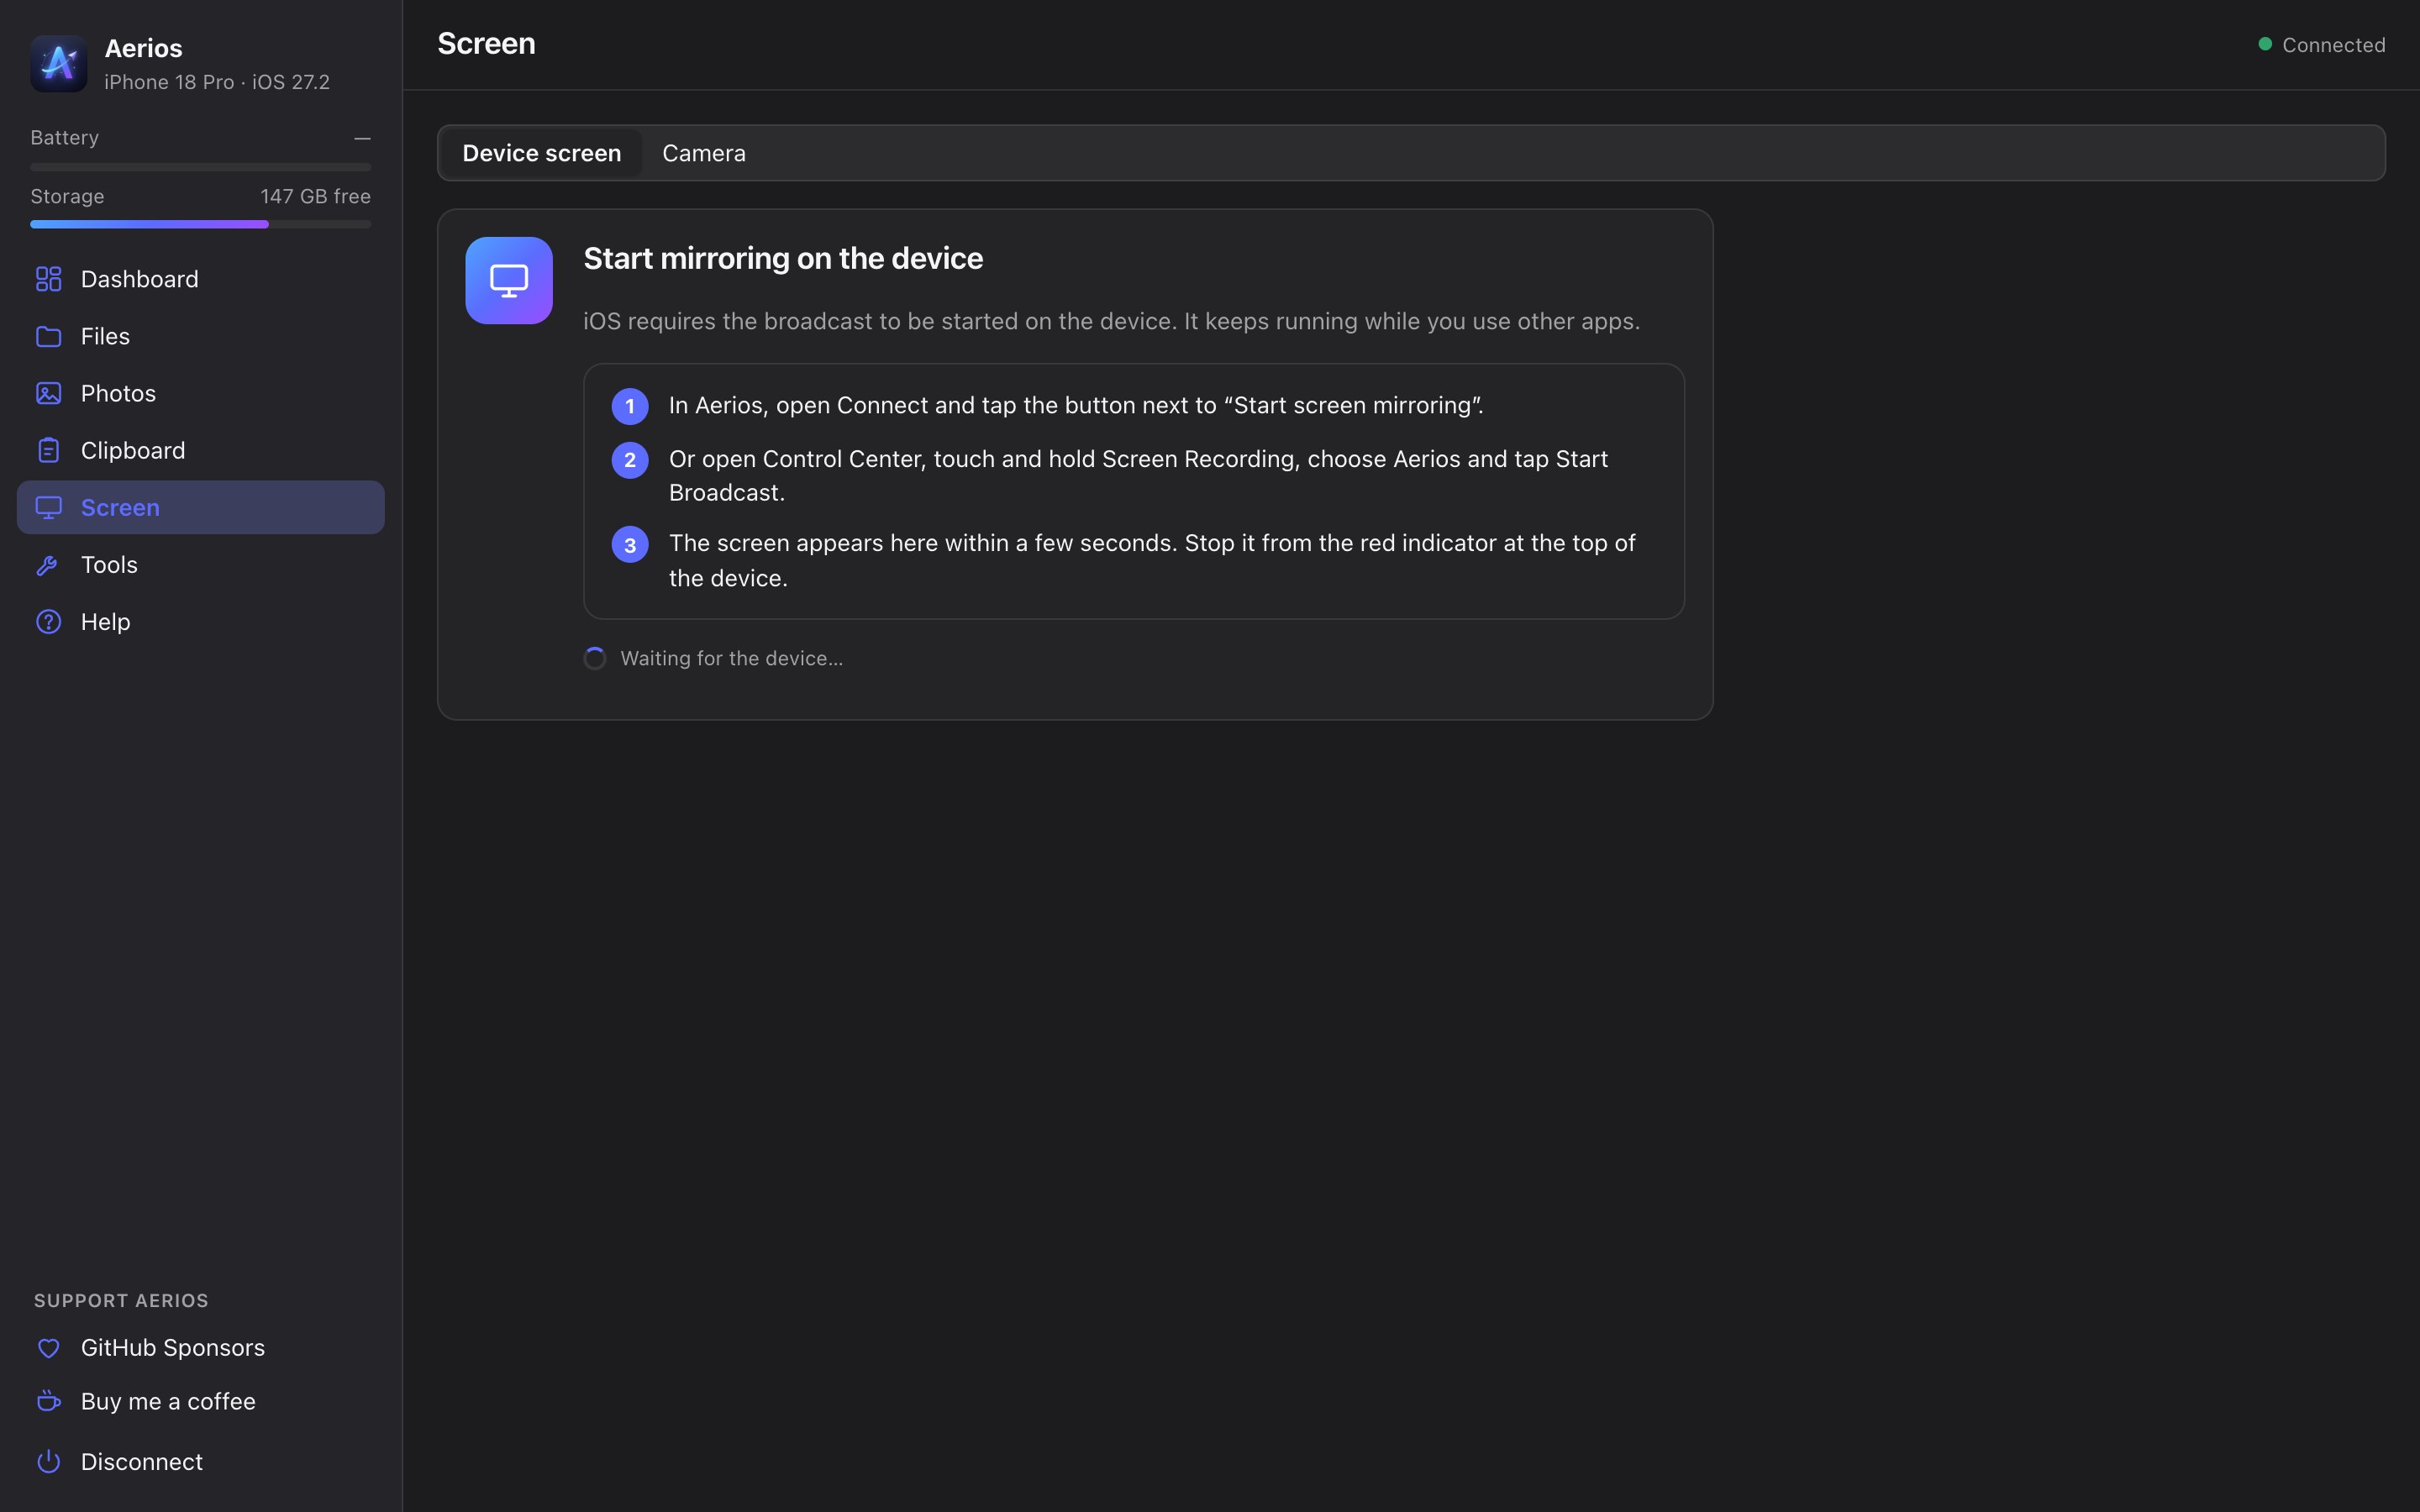 Aerios
iPhone 18 Pro · iOS 27.2
Battery —
Storage 147 GB free
Dashboard
Files
Photos
Clipboard
Screen
Tools
Help
SUPPORT AERIOS
GitHub Sponsors
Buy me a coffee
Disconnect
Screen
Connected
Device screen Camera
Start mirroring on the device
iOS requires the broadcast to be started on the device. It keeps running while you use other apps.
1 In Aerios, open Connect and tap the button next to “Start screen mirroring”.
2 Or open Control Center, touch and hold Screen Recording, choose Aerios and tap Start
Broadcast.
3 The screen appears here within a few seconds. Stop it from the red indicator at the top of
the device.
Waiting for the device…